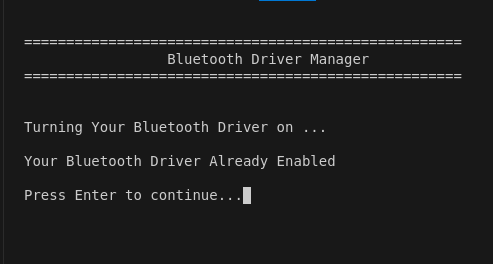 ====================================================
Bluetooth Driver Manager
====================================================
Turning Your Bluetooth Driver on ...
Your Bluetooth Driver Already Enabled
Press Enter to continue...